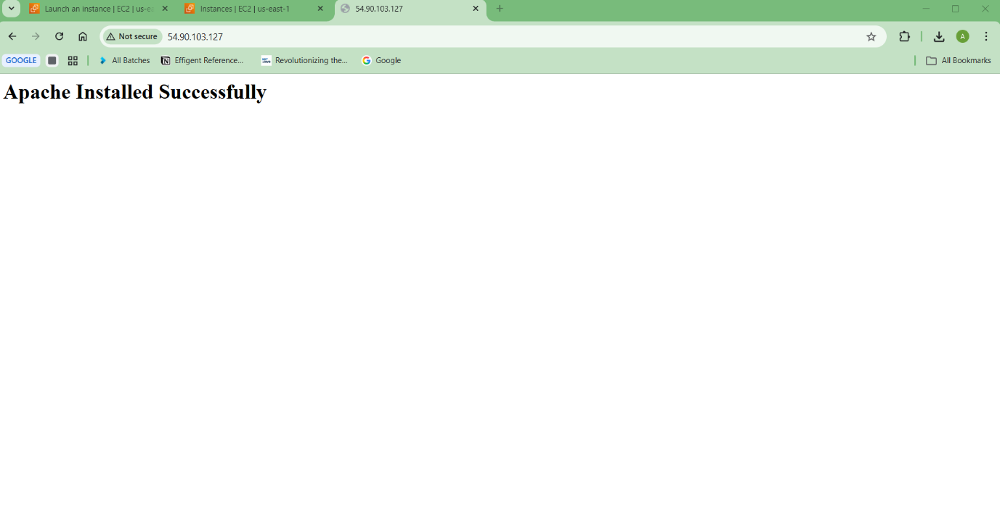 Launch an instance | EC2 | us-ea
Instances | EC2 | us-east-1
54.90.103.127
Not secure
54.90.103.127
A
GOOGLE
All Batches
Effigent Reference...
Revolutionizing the...
Google
All Bookmarks
Apache Installed Successfully